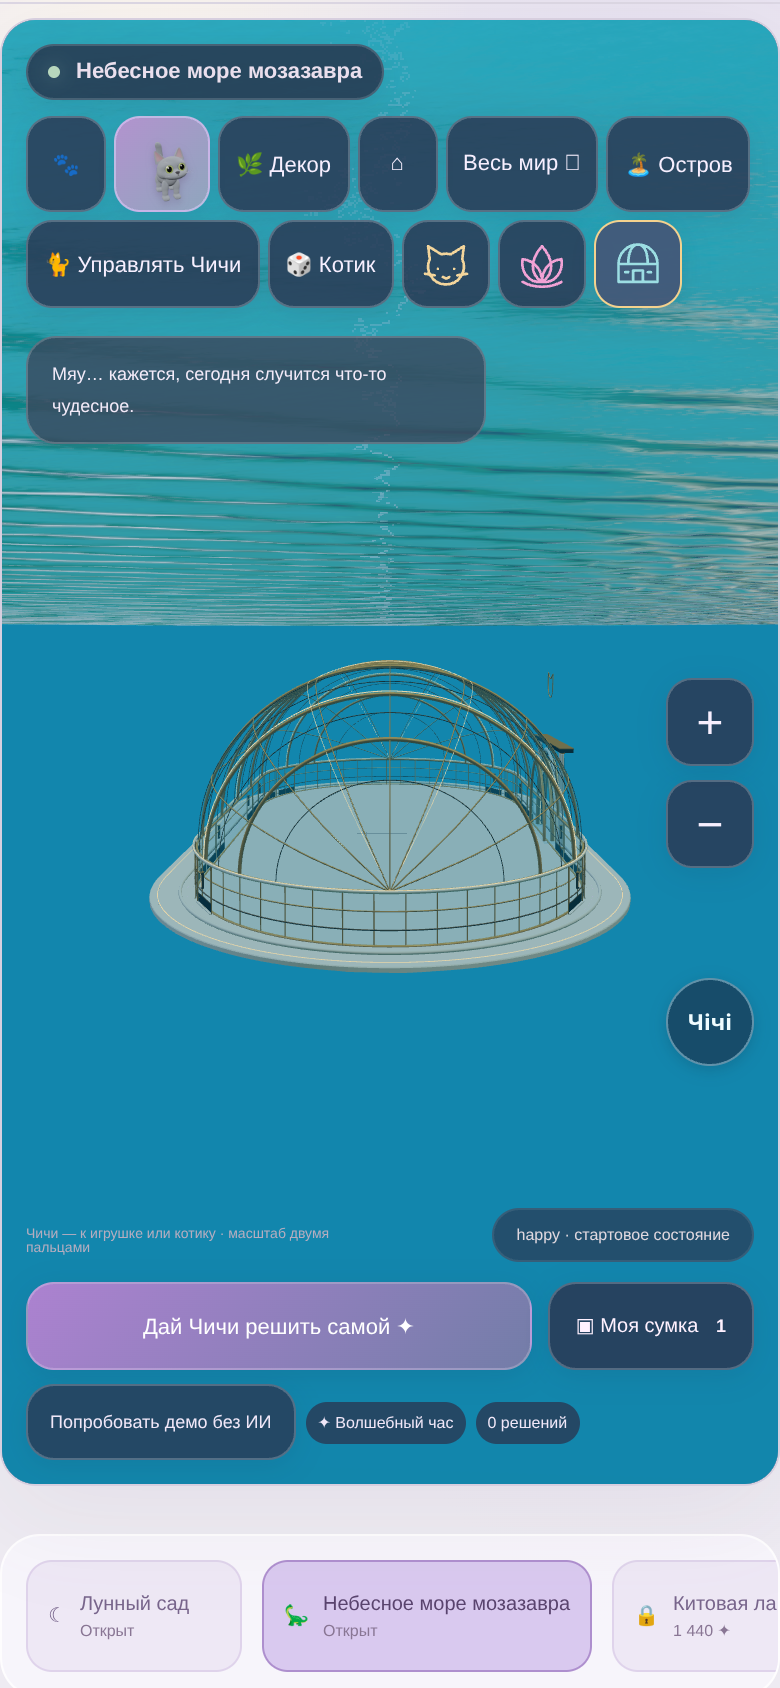 Небесное море мозазавра
Декор
Весь мир
Остров
Управлять Чичи
Котик
Мяу… кажется, сегодня случится что-то
чудесное.
+
−
Чічі
Чичи — к игрушке или котику · масштаб двумя
пальцами
happy · стартовое состояние
Дай Чичи решить самой ✦
Моя сумка 1
Попробовать демо без ИИ
✦ Волшебный час
0 решений
Лунный сад
Открыт
Небесное море мозазавра
Открыт
Китовая ла
1 440 ✦